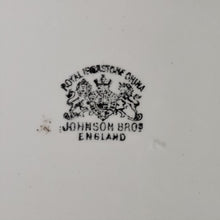 ROYAL IRONSTONE CHINA
JOHNSON BROS
ENGLAND